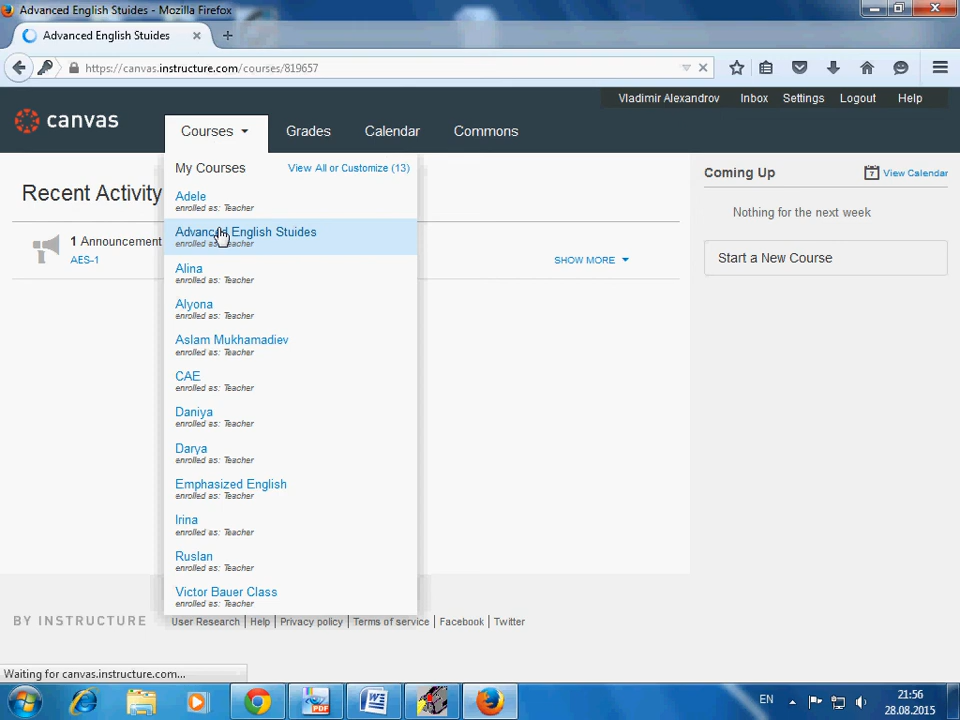 Advanced English Stuides - Mozilla Firefox
Advanced English Stuides
https://canvas.instructure.com/courses/819657
Vladimir Alexandrov Inbox Settings Logout Help
canvas
Courses Grades Calendar Commons
My Courses View All or Customize (13)
Adele
enrolled as: Teacher
Advanced English Stuides
enrolled as: Teacher
Alina
enrolled as: Teacher
Alyona
enrolled as: Teacher
Aslam Mukhamadiev
enrolled as: Teacher
CAE
enrolled as: Teacher
Daniya
enrolled as: Teacher
Darya
enrolled as: Teacher
Emphasized English
enrolled as: Teacher
Irina
enrolled as: Teacher
Ruslan
enrolled as: Teacher
Victor Bauer Class
enrolled as: Teacher
Recent Activity
1 Announcement
AES-1
SHOW MORE
Coming Up
7 View Calendar
Nothing for the next week
Start a New Course
BY INSTRUCTURE
User Research | Help | Privacy policy | Terms of service | Facebook | Twitter
Waiting for canvas.instructure.com...
PDF
W
EN
21:56
28.08.2015